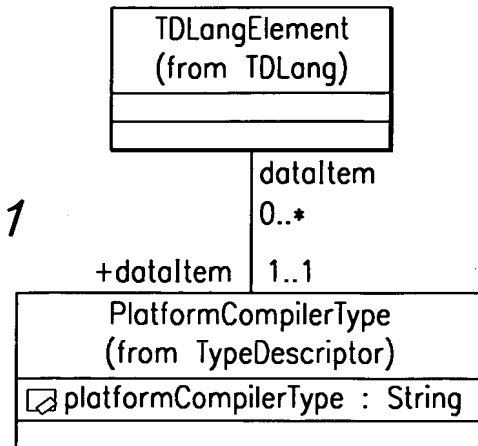 TDLangElement
(from TDLang)
dataItem
0..*
1
+dataItem 1..1
PlatformCompilerType
(from TypeDescriptor)
platformCompilerType : String